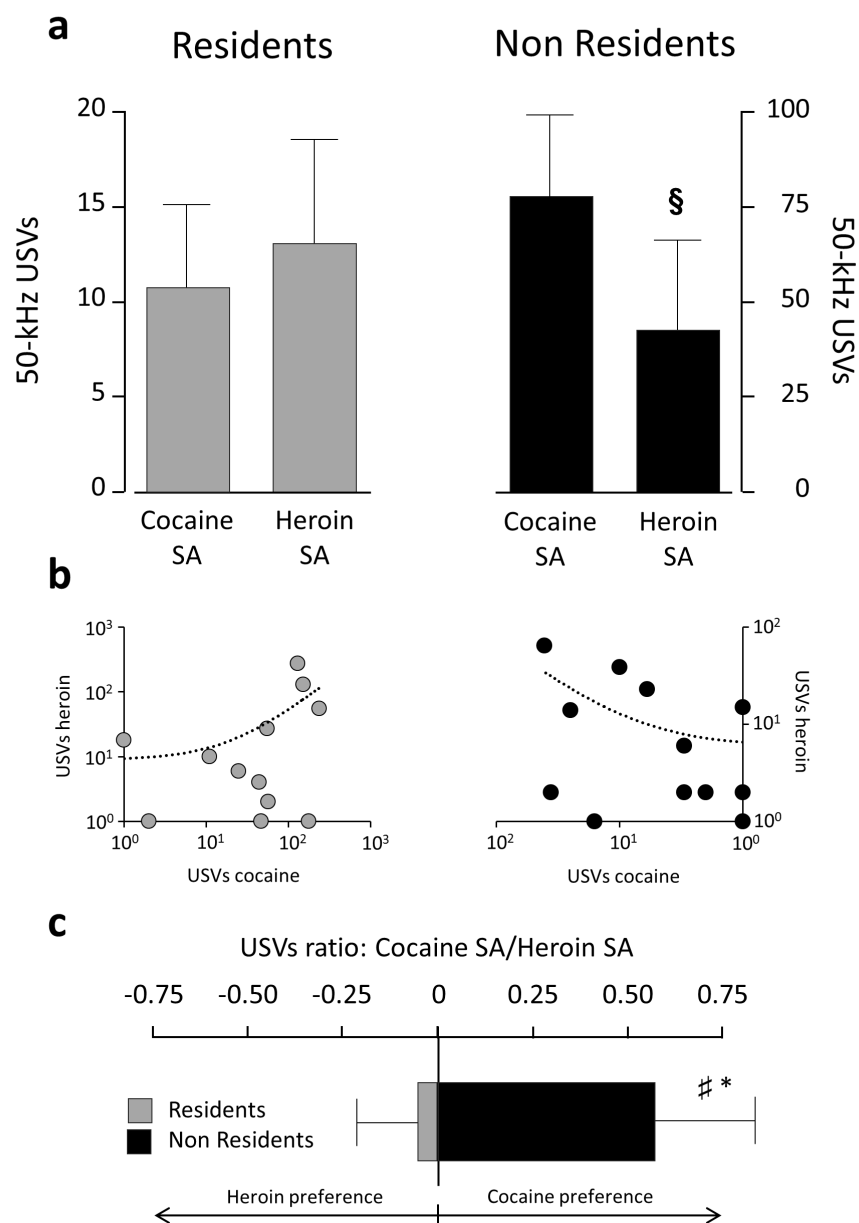 a
Residents
Non Residents
20
15
10
5
0
50-kHz USVs
Cocaine
SA
Heroin
SA
§
100
75
50
25
0
50-kHz USVs
Cocaine
SA
Heroin
SA
b
10³
10²
10¹
10⁰
USVs heroin
10⁰ 10¹ 10² 10³
USVs cocaine
10²
10¹
10⁰
USVs heroin
10² 10¹ 10⁰
USVs cocaine
c
USVs ratio: Cocaine SA/Heroin SA
-0.75 -0.50 -0.25 0 0.25 0.50 0.75
♯ *
Residents
Non Residents
Heroin preference
Cocaine preference